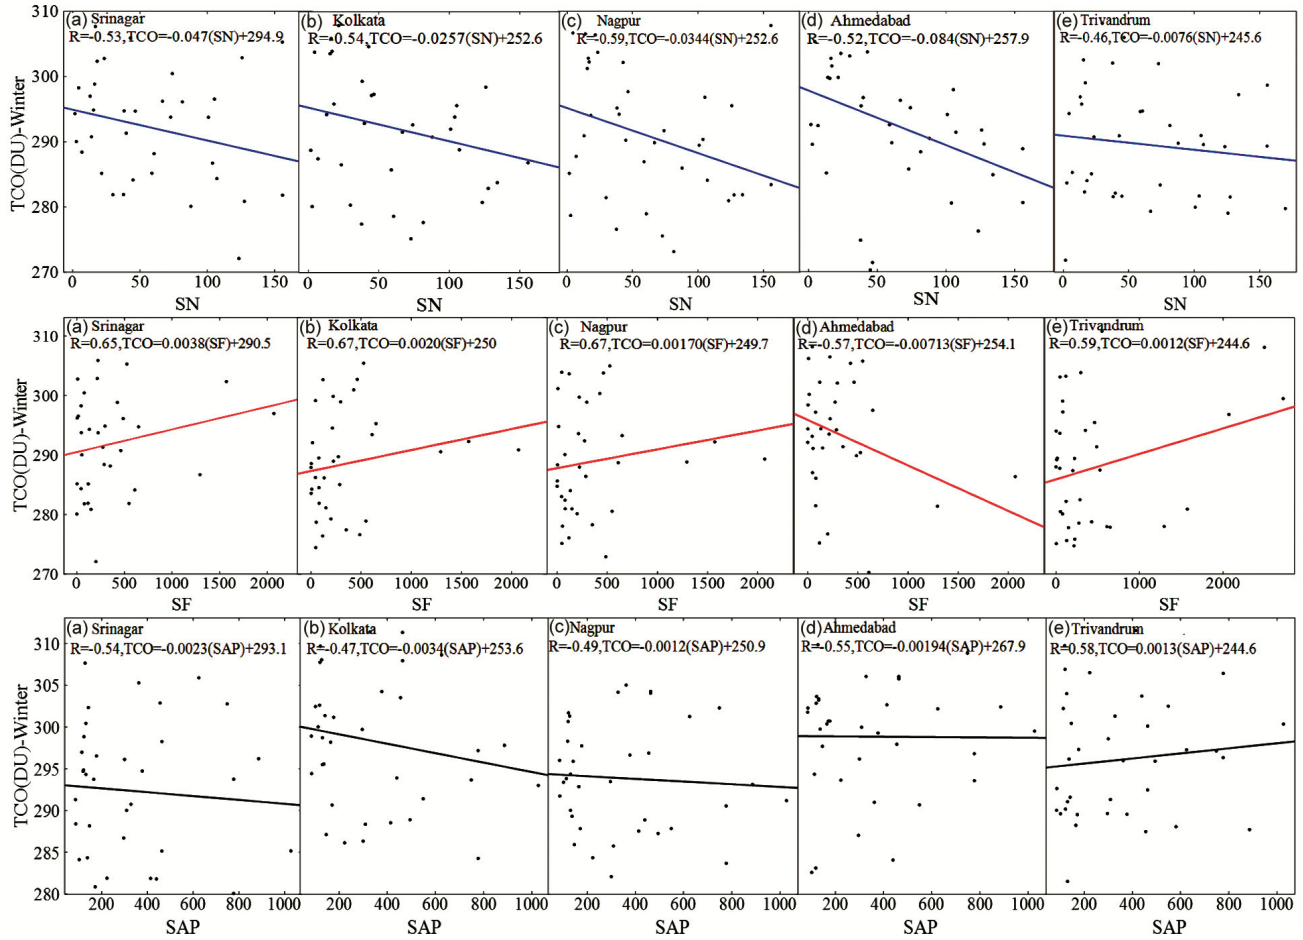 (a) Srinagar
R=-0.53, TCO=-0.047(SN)+294.9
(b) Kolkata
R=-0.54, TCO=-0.0257(SN)+252.6
(c) Nagpur
R=-0.59, TCO=-0.0344(SN)+252.6
(d) Ahmedabad
R=-0.52, TCO=-0.084(SN)+257.9
(e) Trivandrum
R=-0.46, TCO=-0.0076(SN)+245.6
TCO(DU)-Winter
310
300
290
280
270
0 50 100 150
0 50 100 150
0 50 100 150
0 50 100 150
0 50 100 150
SN SN SN SN SN
(a) Srinagar
R=0.65,TCO=0.0038(SF)+290.5
(b) Kolkata
R=0.67,TCO=0.0020(SF)+250
(c) Nagpur
R=0.67,TCO=0.00170(SF)+249.7
(d) Ahmedabad
R=-0.57,TCO=-0.00713(SF)+254.1
(e) Trivandrum
R=0.59,TCO=0.0012(SF)+244.6
TCO(DU)-Winter
310
300
290
280
270
0 500 1000 1500 2000
0 500 1000 1500 2000
0 500 1000 1500 2000
0 500 1000 1500 2000
0 1000 2000
SF SF SF SF SF
(a) Srinagar
R=-0.54,TCO=-0.0023(SAP)+293.1
(b) Kolkata
R=-0.47,TCO=-0.0034(SAP)+253.6
(c) Nagpur
R=-0.49,TCO=-0.0012(SAP)+250.9
(d) Ahmedabad
R=-0.55,TCO=-0.00194(SAP)+267.9
(e) Trivandrum
R=0.58,TCO=0.0013(SAP)+244.6
TCO(DU)-Winter
310
305
300
295
290
285
280
200 400 600 800 1000
200 400 600 800 1000
200 400 600 800 1000
200 400 600 800 1000
200 400 600 800 1000
SAP SAP SAP SAP SAP